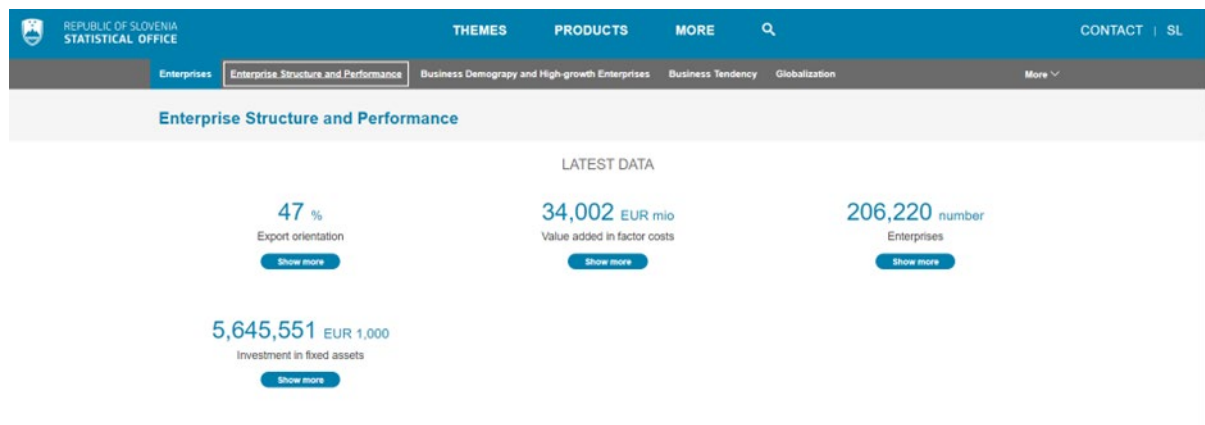 REPUBLIC OF SLOVENIA
STATISTICAL OFFICE
THEMES PRODUCTS MORE
CONTACT | SL
Enterprises Enterprise Structure and Performance Business Demograpy and High-growth Enterprises Business Tendency Globalization More
Enterprise Structure and Performance
LATEST DATA
47 % 34,002 EUR mio 206,220 number
Export orientation Value added in factor costs Enterprises
Show more Show more Show more
5,645,551 EUR 1,000
Investment in fixed assets
Show more